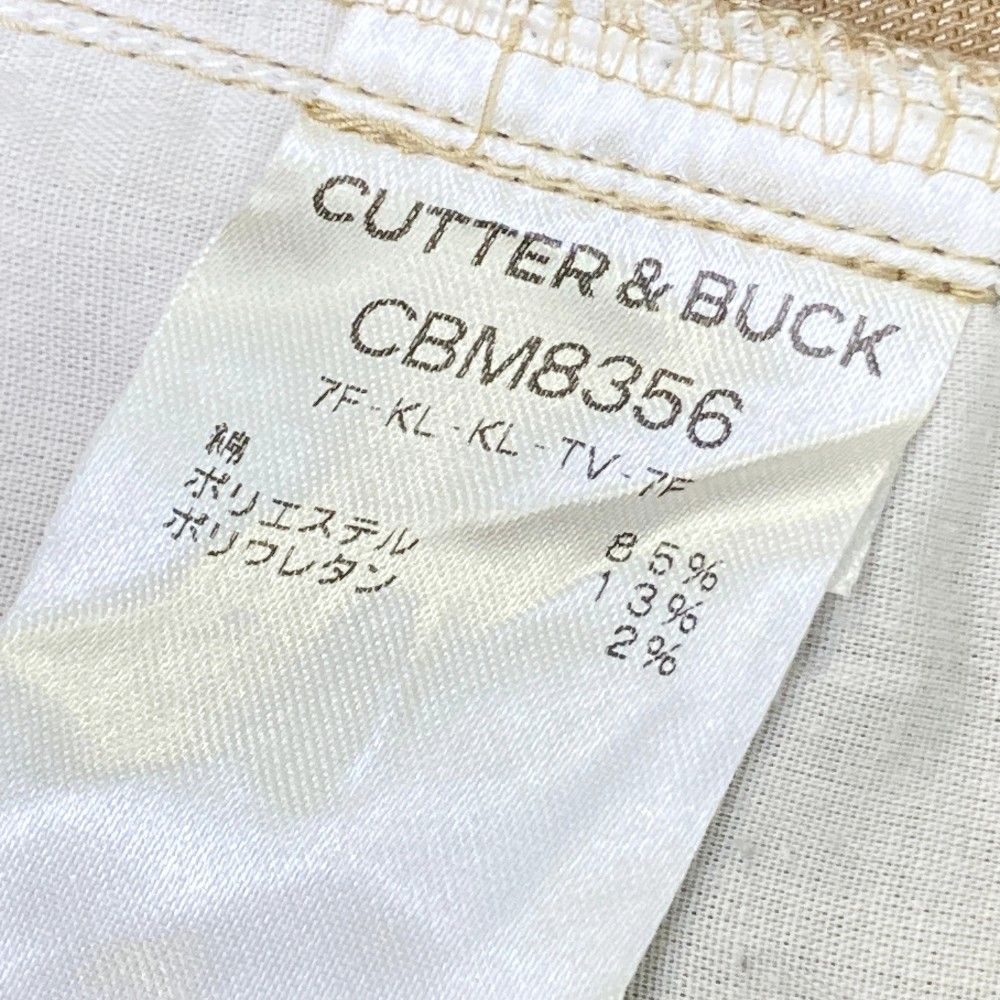 CUTTER & BUCK
CBM8356
7F-KL-KL-TV-7F
綿 85%
ポリエステル 13%
ポリウレタン 2%